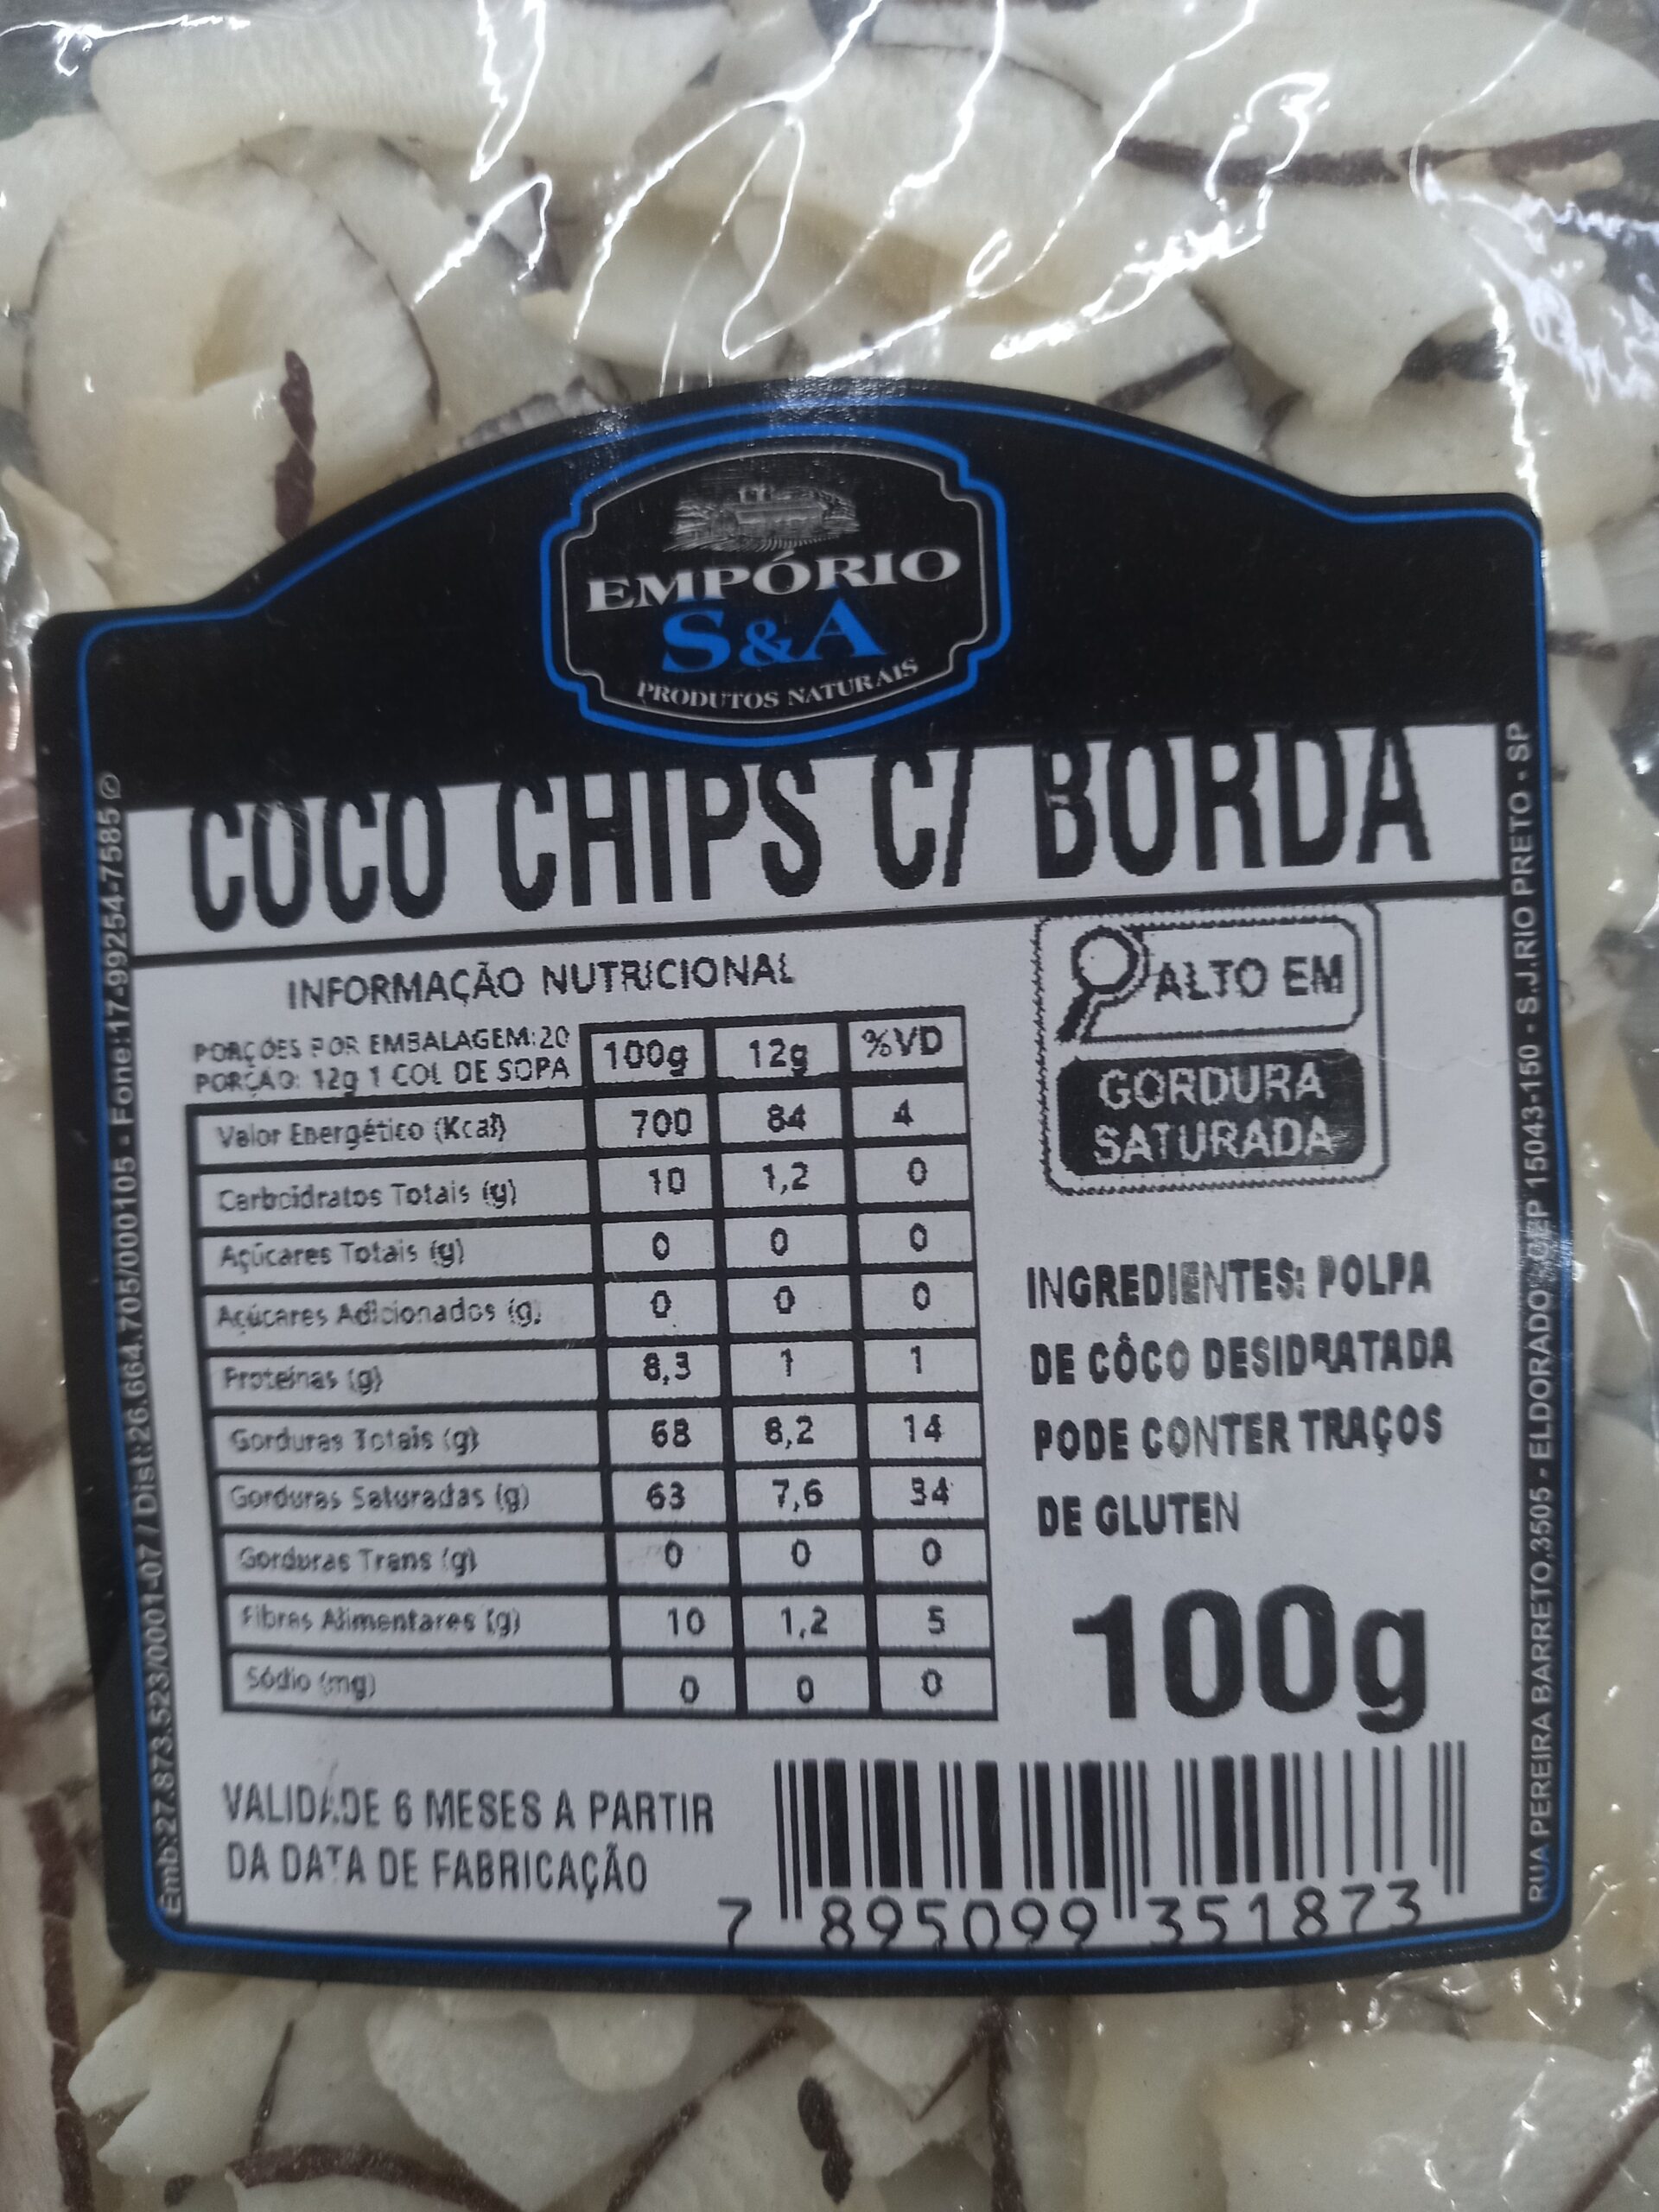 EMPÓRIO
S&A
PRODUTOS NATURAIS
COCO CHIPS C/ BORDA
INFORMAÇÃO NUTRICIONAL
PORÇOES POR EMBALAGEM:20
PORÇAO: 12g 1 COL DE SOPA
100g 12g %VD
Valor Energético (Kcal) 700 84 4
Carboidratos Totais (g) 10 1,2 0
Açúcares Totais (g) 0 0 0
Açúcares Adicionados (g) 0 0 0
Proteínas (g) 8,3 1 1
Gorduras Totais (g) 68 8,2 14
Gorduras Saturadas (g) 63 7,6 34
Gorduras Trans (g) 0 0 0
Fibras Alimentares (g) 10 1,2 5
Sódio (mg) 0 0 0
ALTO EM
GORDURA
SATURADA
INGREDIENTES: POLPA
DE CÔCO DESIDRATADA
PODE CONTER TRAÇOS
DE GLUTEN
100g
VALIDADE 6 MESES A PARTIR
DA DATA DE FABRICAÇÃO
7 895099 351873
Emb:27.873.528/0001-07 / Dist:26.664.705/000105 - Fone:17-99254-7585
RUA PEREIRA BARRETO,3505 - ELDORADO CEP 15043-150 - S.J.RIO PRETO - SP